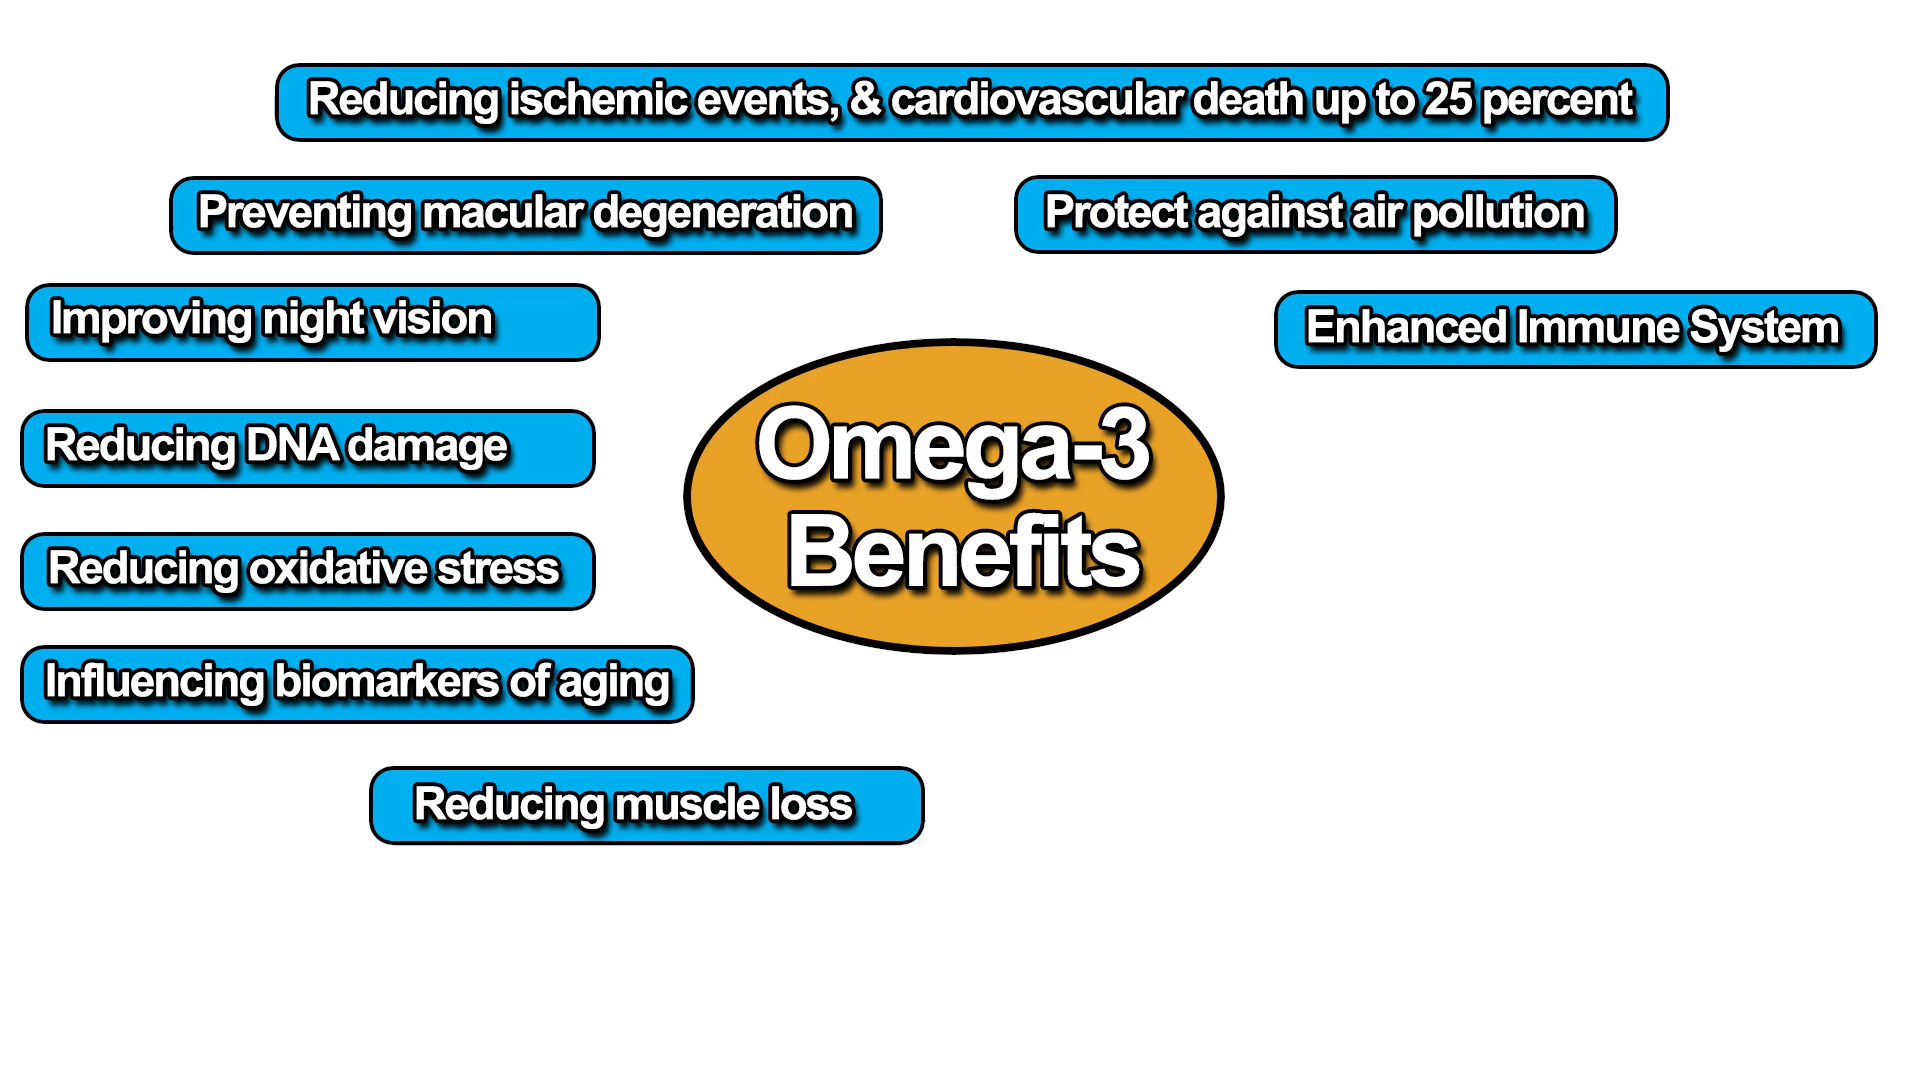 Reducing ischemic events, & cardiovascular death up to 25 percent
Preventing macular degeneration
Protect against air pollution
Improving night vision
Enhanced Immune System
Omega-3
Benefits
Reducing DNA damage
Reducing oxidative stress
Influencing biomarkers of aging
Reducing muscle loss